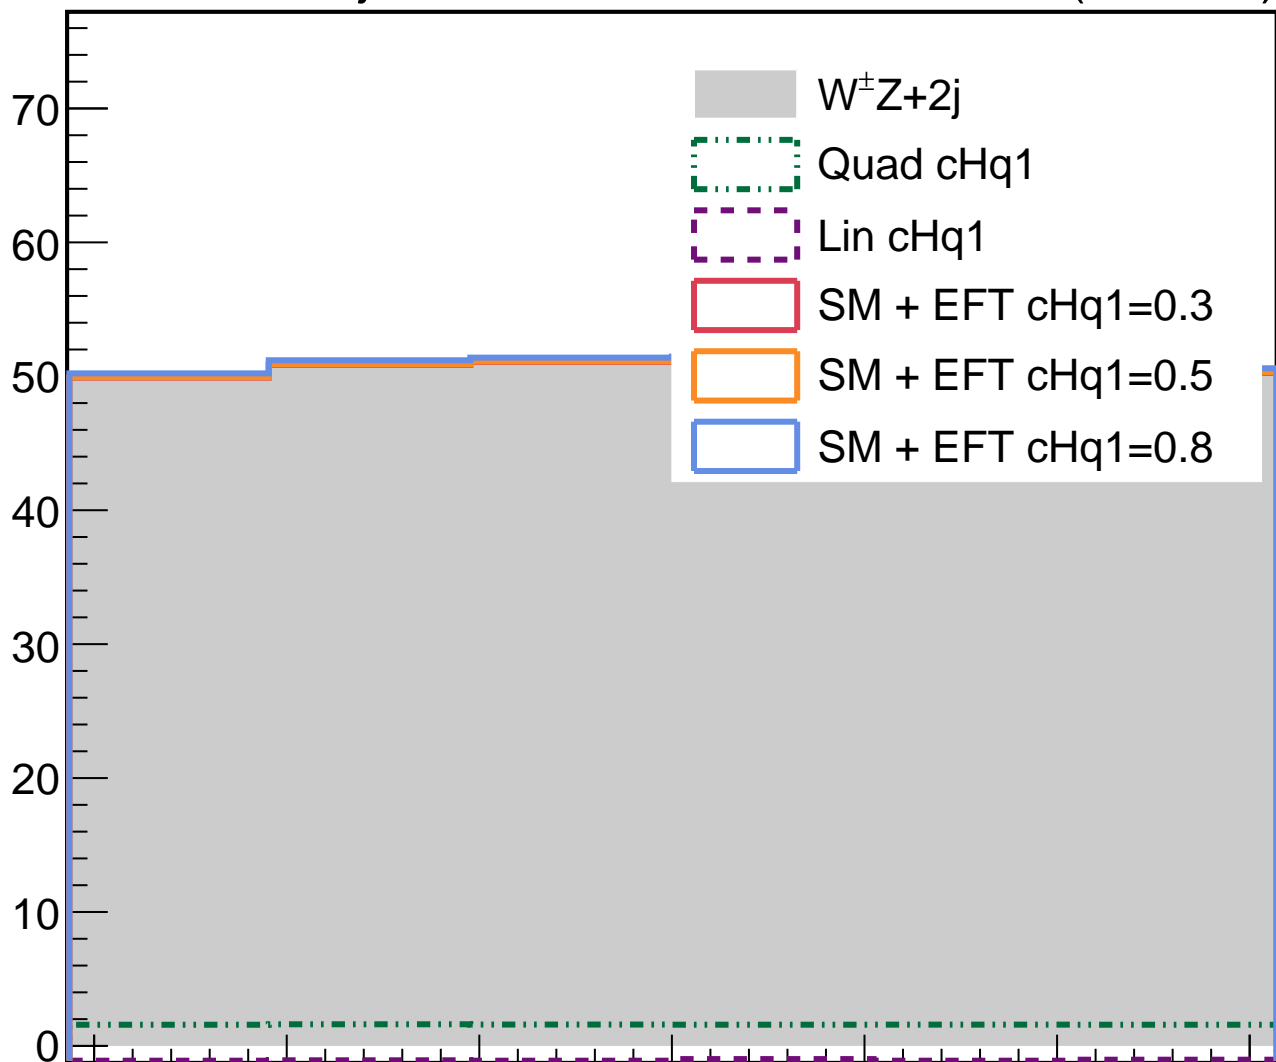 70
60
50
40
30
20
10
0
W±Z+2j
Quad cHq1
Lin cHq1
SM + EFT cHq1=0.3
SM + EFT cHq1=0.5
SM + EFT cHq1=0.8